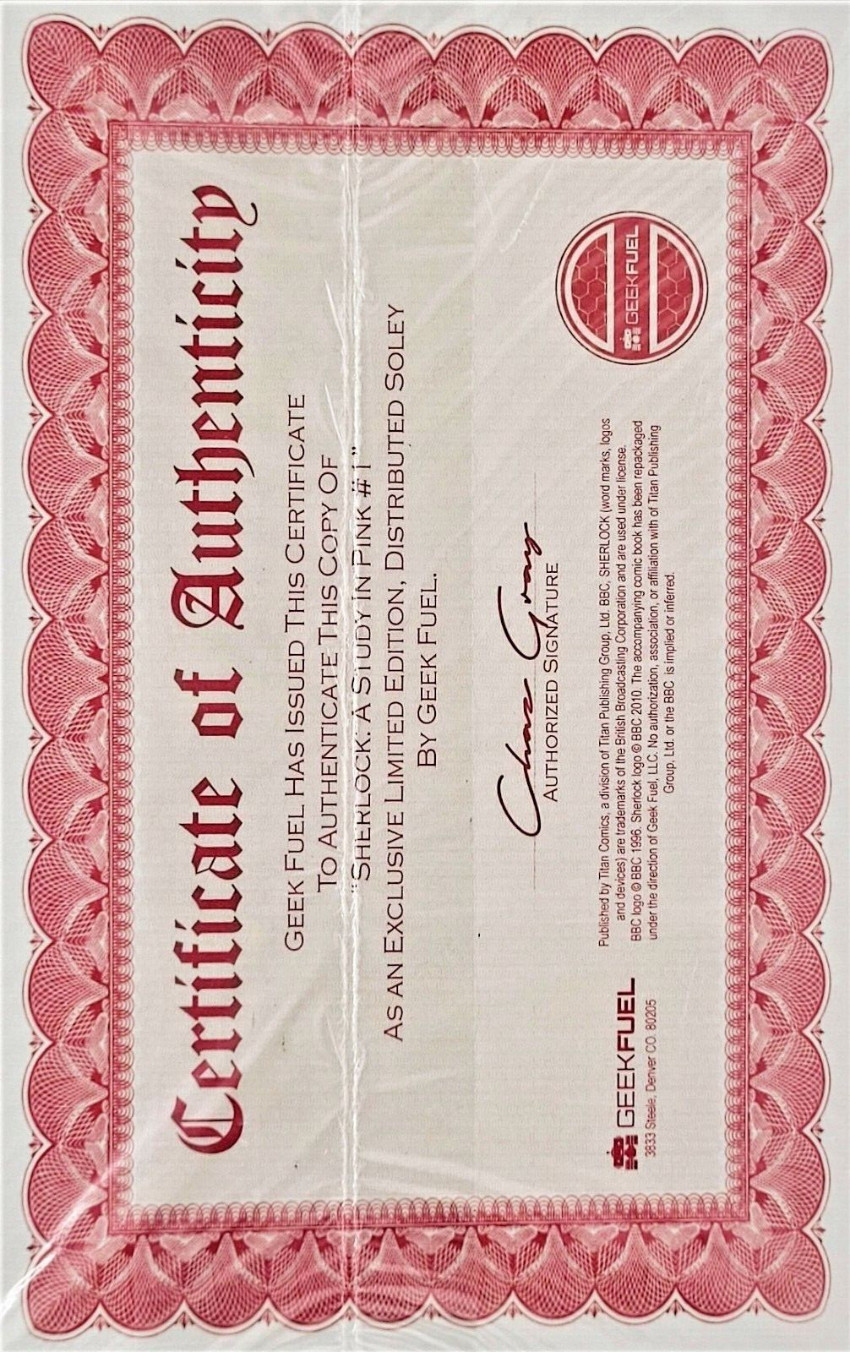 Certificate of Authenticity
GEEK FUEL HAS ISSUED THIS CERTIFICATE
TO AUTHENTICATE THIS COPY OF
"SHERLOCK: A STUDY IN PINK #1"
AS AN EXCLUSIVE LIMITED EDITION, DISTRIBUTED SOLEY
BY GEEK FUEL.
Chaz Gray
AUTHORIZED SIGNATURE
GEEKFUEL
3633 Steele, Denver CO. 80205
Published by Titan Comics, a division of Titan Publishing Group, Ltd. BBC, SHERLOCK (word marks, logos
and devices) are trademarks of the British Broadcasting Corporation and are used under license.
BBC logo © BBC 1996. Sherlock logo © BBC 2010. The accompanying comic book has been repackaged
under the direction of Geek Fuel, LLC. No authorization, association, or affiliation with of Titan Publishing
Group, Ltd. or the BBC is implied or inferred.
GEEKFUEL